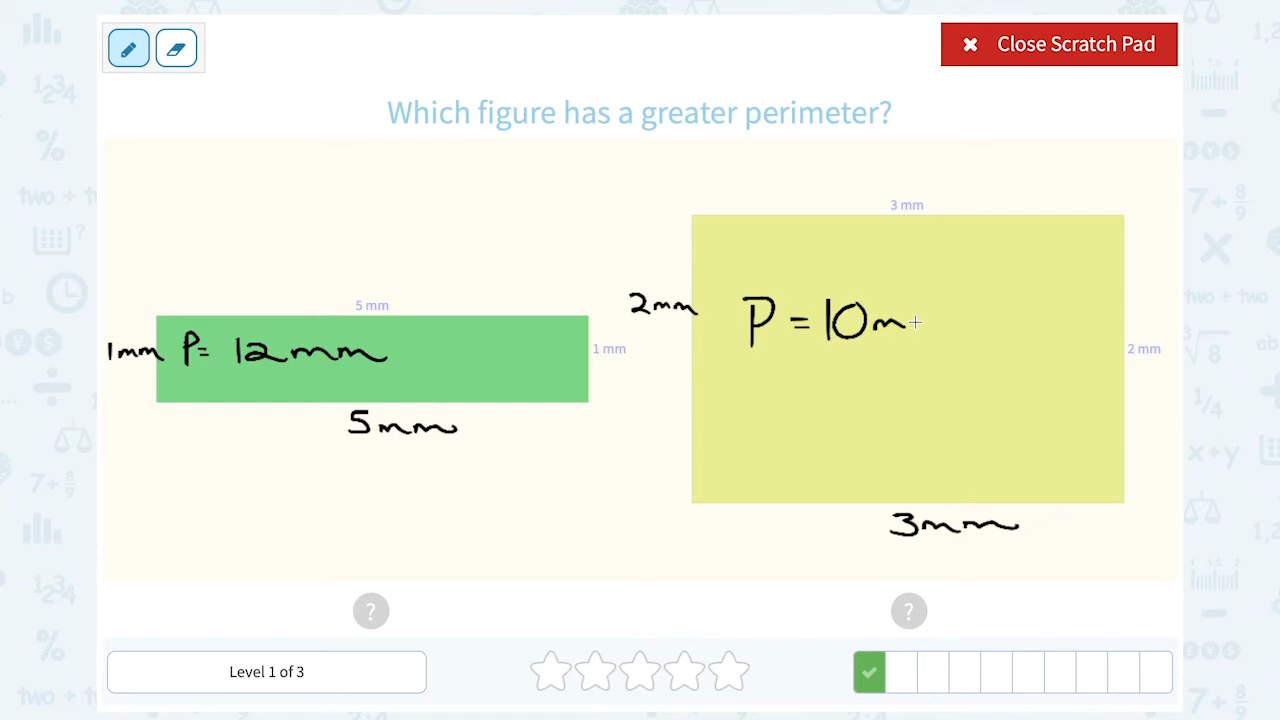 Close Scratch Pad
Which figure has a greater perimeter?
3 mm
5 mm
2mm
P = 10m
1mm
P= 12mm
1 mm
2 mm
5mm
3mm
?
?
Level 1 of 3